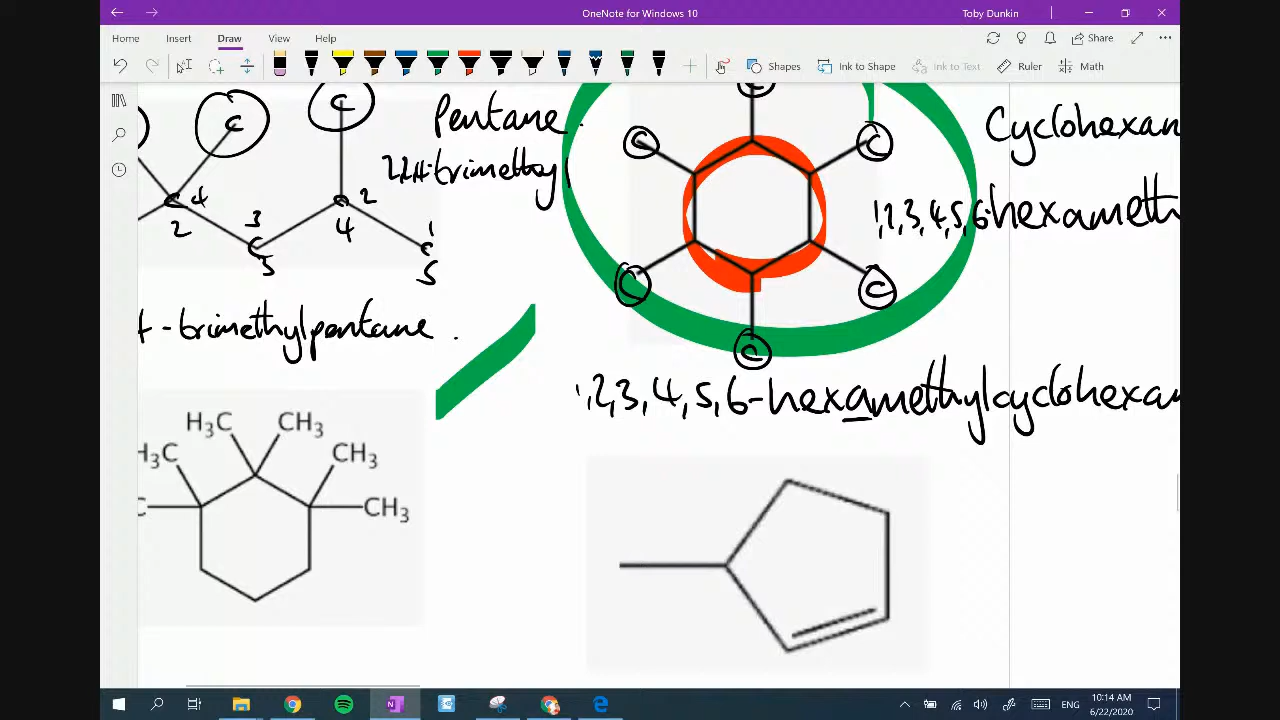 OneNote for Windows 10
Toby Dunkin
Home Insert Draw View Help
Share
Shapes Ink to Shape Ink to Text Ruler Math
C C C
Pentane.
C C
Cyclohexan
4 2
2 3 4 1
5 5
1,2,3,4,5,6-hexameth
C C
C
trimethylpentane.
1,2,3,4,5,6-hexamethylcyclohexan
H₃C CH₃
H₃C CH₃
C CH₃
ENG
10:14 AM
6/22/2020